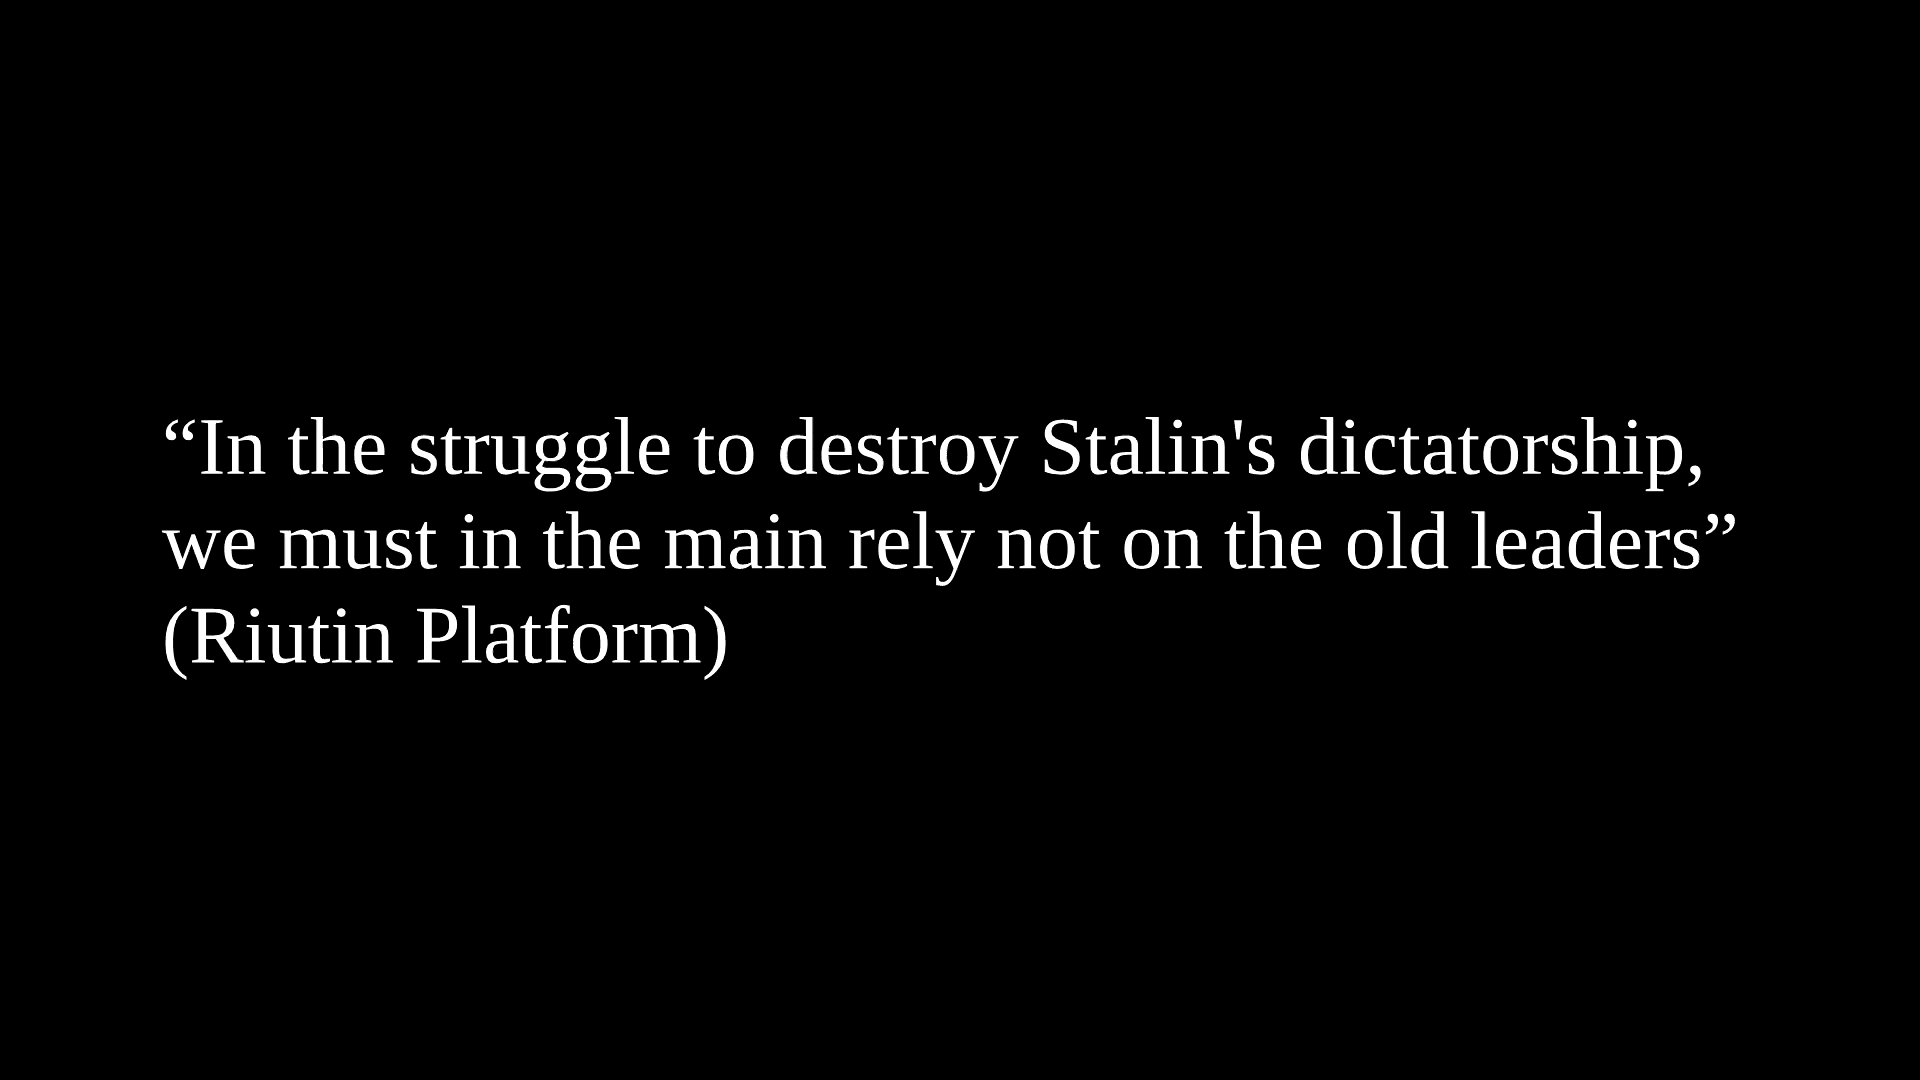 “In the struggle to destroy Stalin's dictatorship,
we must in the main rely not on the old leaders”
(Riutin Platform)